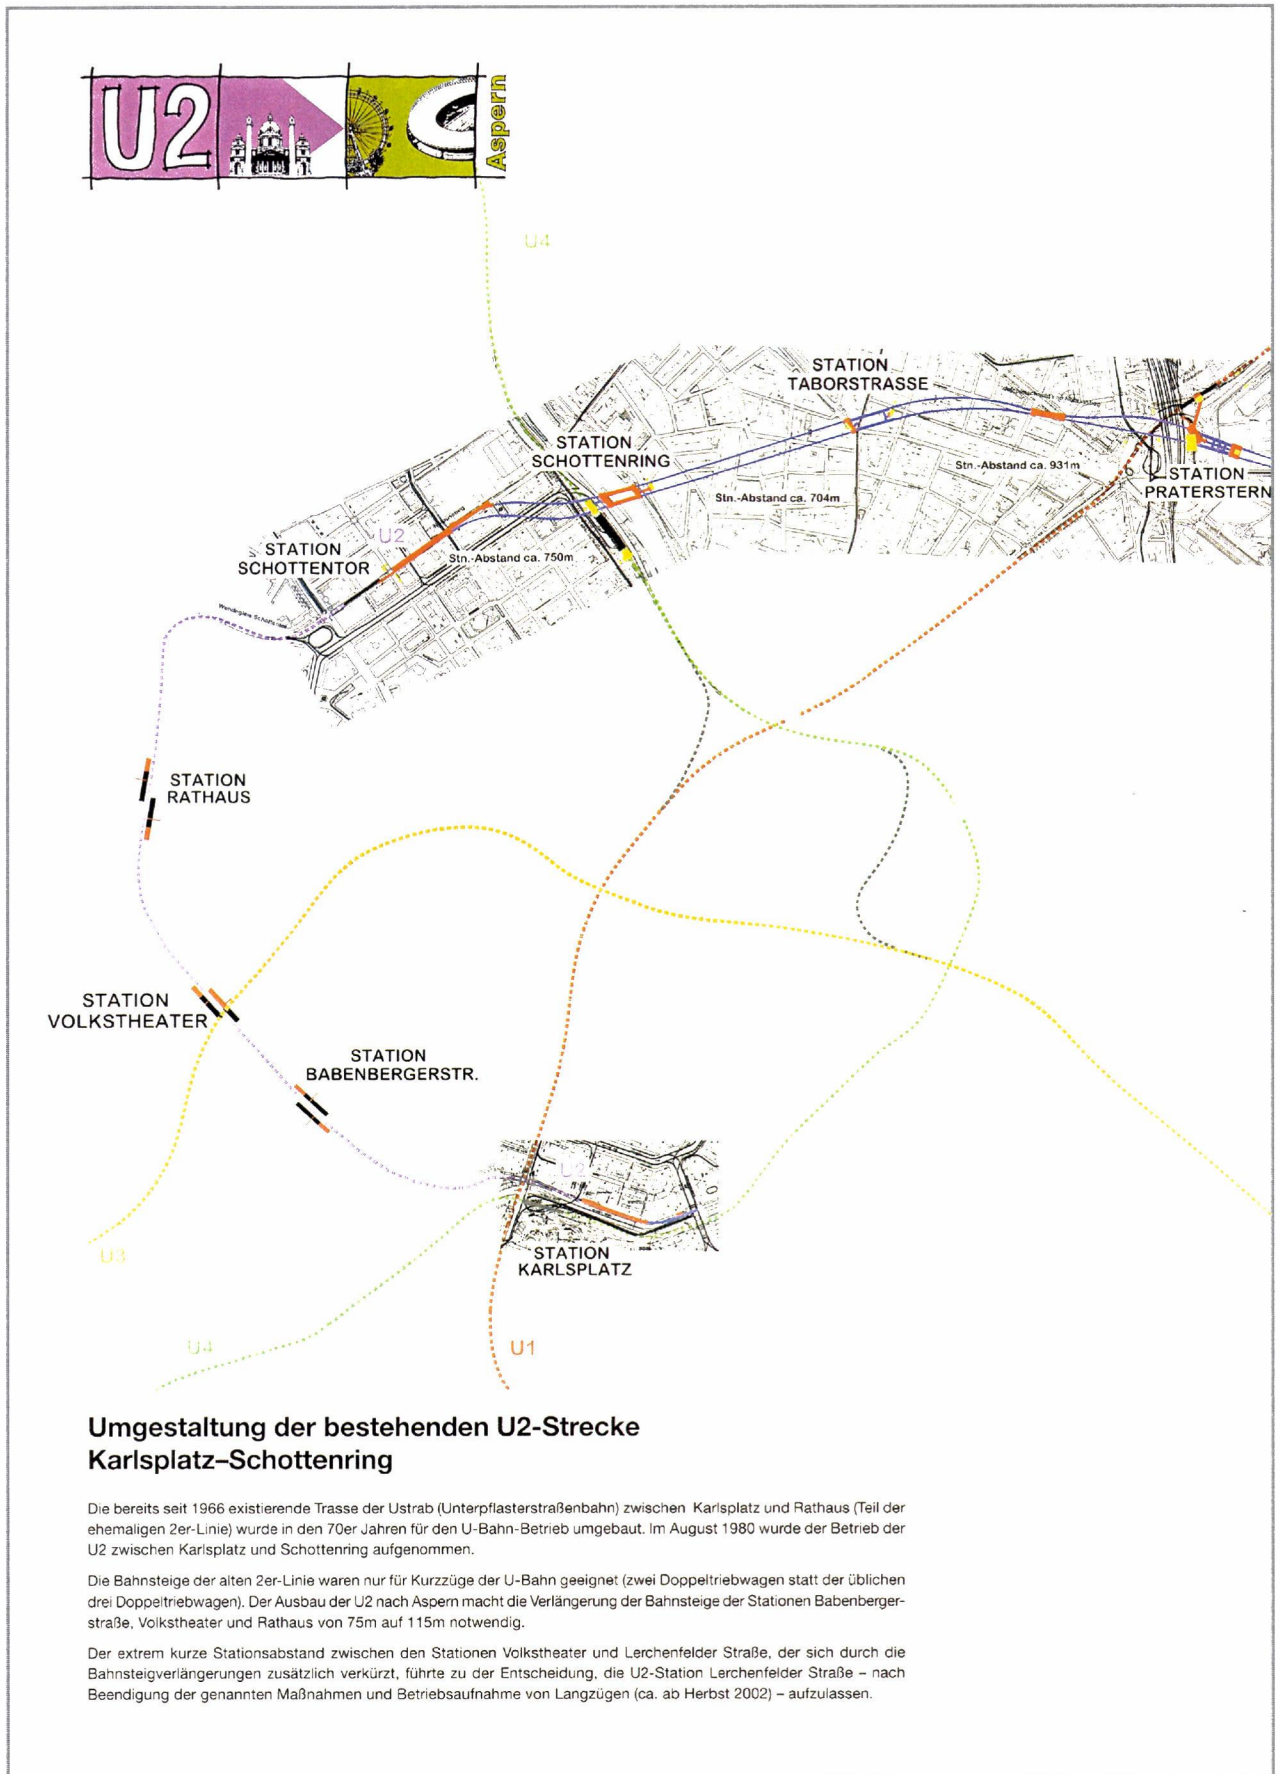 U2
Aspern
U4
STATION
TABORSTRASSE
STATION
SCHOTTENRING
Stn.-Abstand ca. 931m
STATION
PRATERSTERN
Stn.-Abstand ca. 704m
U2
STATION
SCHOTTENTOR
Stn.-Abstand ca. 750m
STATION
RATHAUS
STATION
VOLKSTHEATER
STATION
BABENBERGERSTR.
U2
U3
STATION
KARLSPLATZ
U4
U1
Umgestaltung der bestehenden U2-Strecke
Karlsplatz–Schottenring
Die bereits seit 1966 existierende Trasse der Ustrab (Unterpflasterstraßenbahn) zwischen Karlsplatz und Rathaus (Teil der
ehemaligen 2er-Linie) wurde in den 70er Jahren für den U-Bahn-Betrieb umgebaut. Im August 1980 wurde der Betrieb der
U2 zwischen Karlsplatz und Schottenring aufgenommen.
Die Bahnsteige der alten 2er-Linie waren nur für Kurzzüge der U-Bahn geeignet (zwei Doppeltriebwagen statt der üblichen
drei Doppeltriebwagen). Der Ausbau der U2 nach Aspern macht die Verlängerung der Bahnsteige der Stationen Babenberger-
straße, Volkstheater und Rathaus von 75m auf 115m notwendig.
Der extrem kurze Stationsabstand zwischen den Stationen Volkstheater und Lerchenfelder Straße, der sich durch die
Bahnsteigverlängerungen zusätzlich verkürzt, führte zu der Entscheidung, die U2-Station Lerchenfelder Straße – nach
Beendigung der genannten Maßnahmen und Betriebsaufnahme von Langzügen (ca. ab Herbst 2002) – aufzulassen.